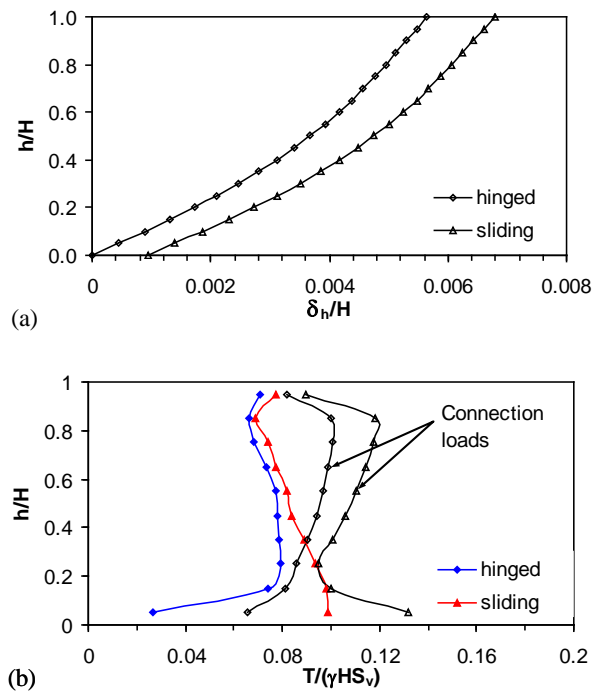 1.0
0.8
0.6
0.4
0.2
0.0
h/H
hinged
sliding
0 0.002 0.004 0.006 0.008
δh/H
(a)
1
0.8
0.6
0.4
0.2
0
h/H
Connection
loads
hinged
sliding
0 0.04 0.08 0.12 0.16 0.2
T/(γHSv)
(b)